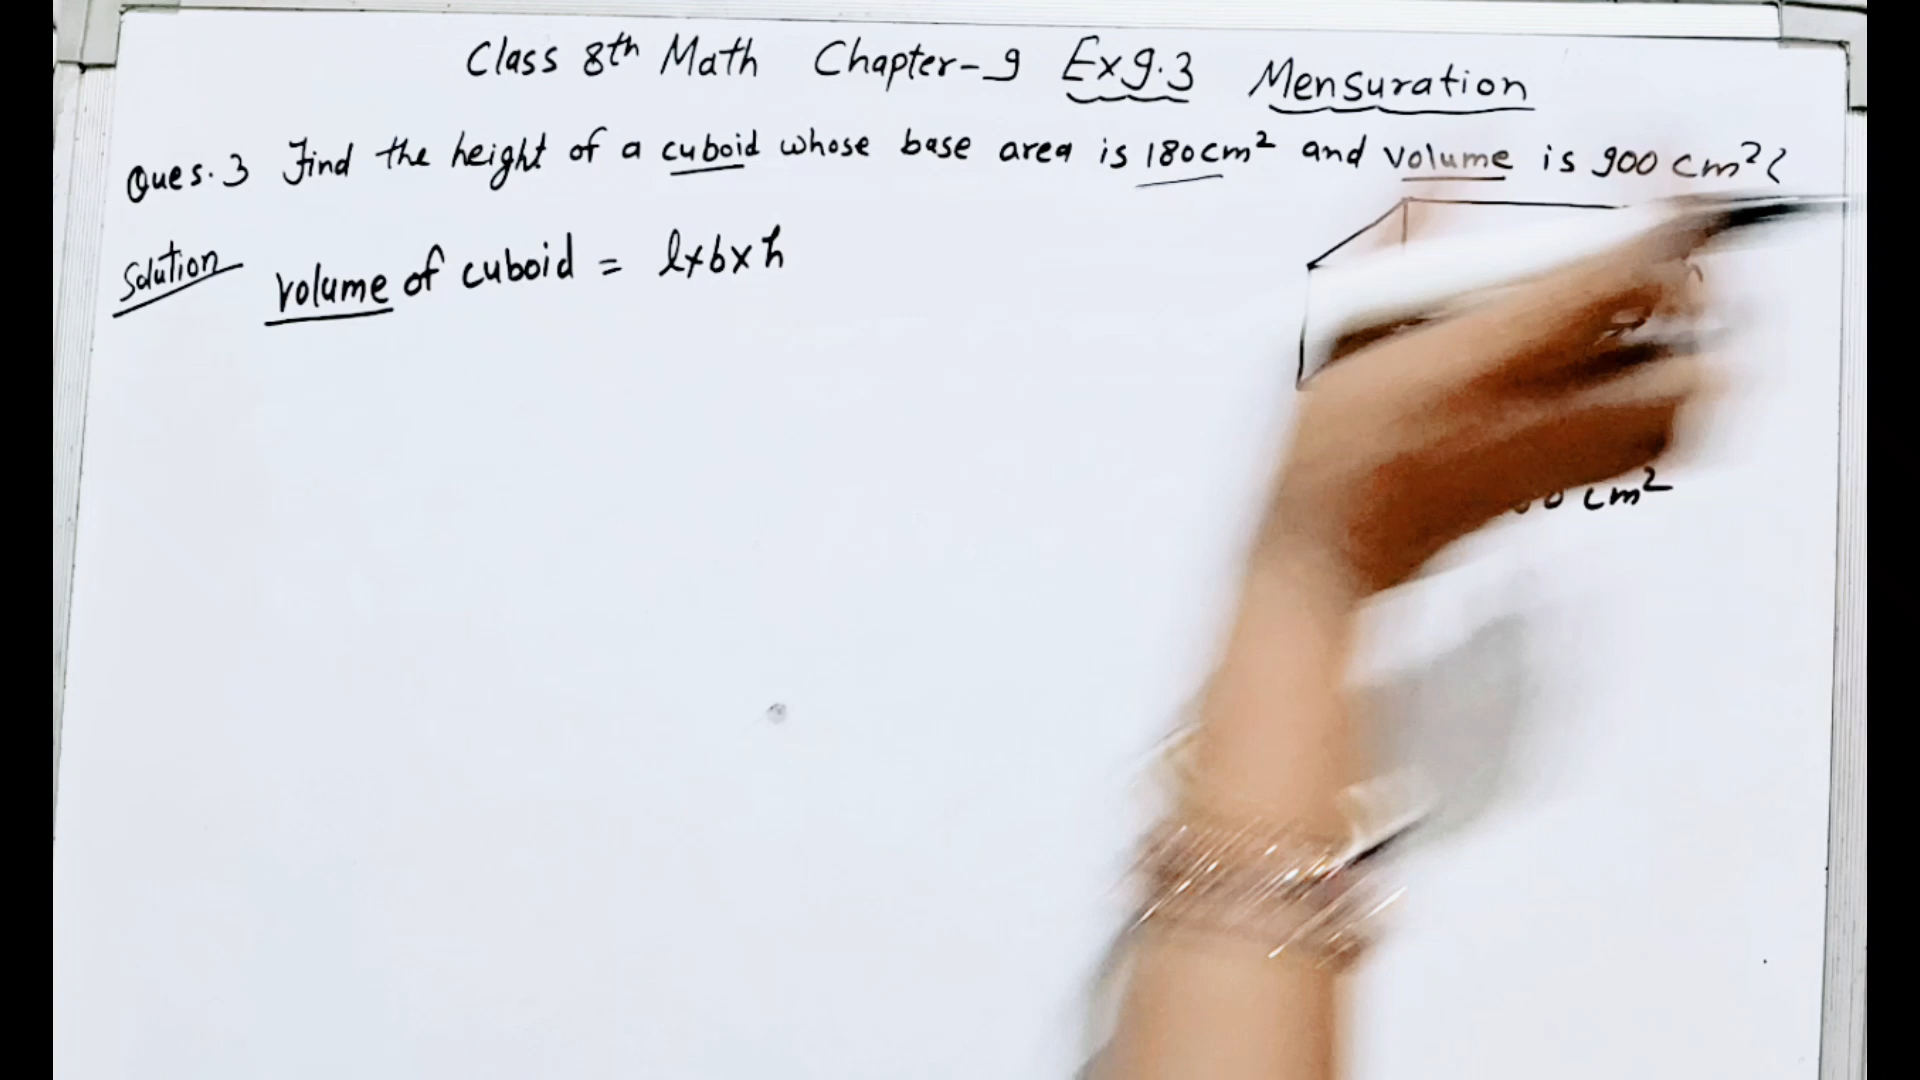 Class 8th Math Chapter-9 Ex9.3 Mensuration
Ques.3 Find the height of a cuboid whose base area is 180cm² and volume is 900 cm²?
Solution volume of cuboid = l×b×h
cm²